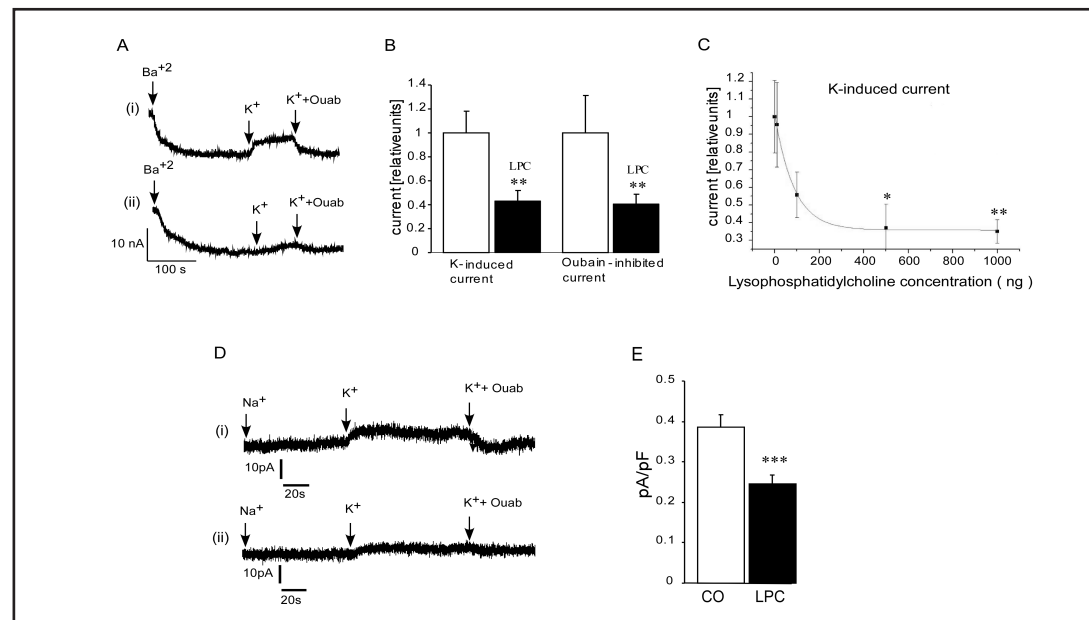 A
Ba+2
(i)
K+
K++Ouab
Ba+2
(ii)
K+
K++Ouab
10 nA
100 s
B
current [relativeunits]
1.4
1.2
1
0.8
0.6
0.4
0.2
0
LPC
**
LPC
**
K-induced
current
Oubain-inhibited
current
C
K-induced current
current [relativeunits]
1.2
1.1
1.0
0.9
0.8
0.7
0.6
0.5
0.4
0.3
*
**
0
200
400
600
800
1000
Lysophosphatidylcholine concentration ( ng )
D
Na+
K+
K++ Ouab
(i)
10pA
20s
Na+
K+
K++ Ouab
(ii)
10pA
20s
E
pA/pF
0.5
0.4
0.3
0.2
0.1
0
***
CO
LPC